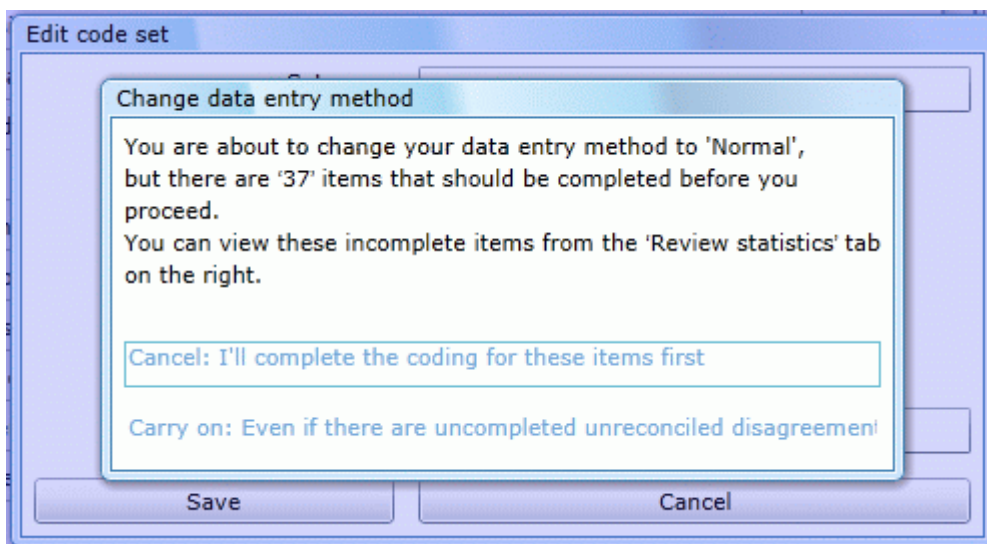 Edit code set
Change data entry method
You are about to change your data entry method to 'Normal',
but there are '37' items that should be completed before you
proceed.
You can view these incomplete items from the 'Review statistics' tab
on the right.
Cancel: I'll complete the coding for these items first
Carry on: Even if there are uncompleted unreconciled disagreement
Save
Cancel